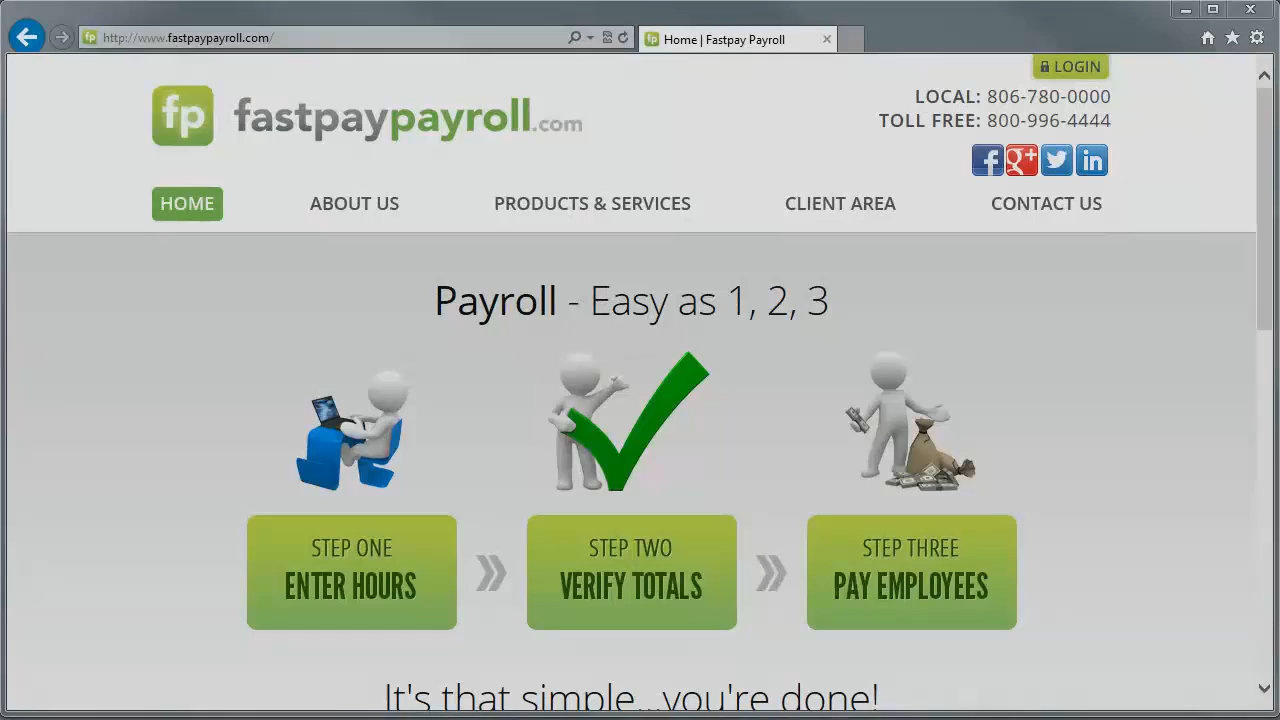 http://www.fastpaypayroll.com/
Home | Fastpay Payroll
LOGIN
fp fastpaypayroll.com
LOCAL: 806-780-0000
TOLL FREE: 800-996-4444
HOME ABOUT US PRODUCTS & SERVICES CLIENT AREA CONTACT US
Payroll - Easy as 1, 2, 3
STEP ONE
ENTER HOURS
STEP TWO
VERIFY TOTALS
STEP THREE
PAY EMPLOYEES
It's that simple...you're done!